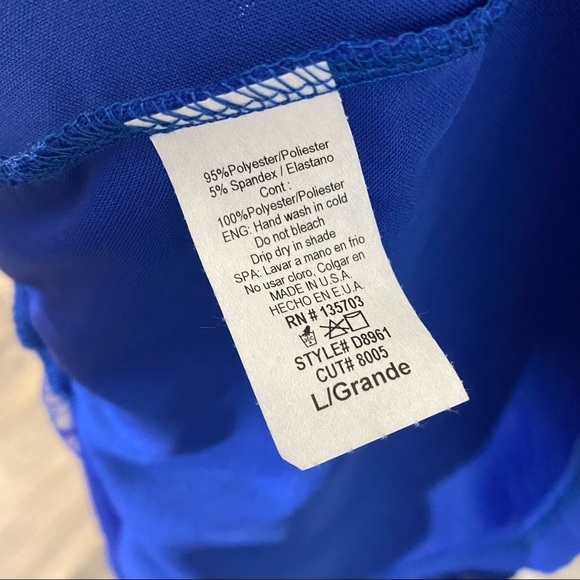 95%Polyester/Poliester
5% Spandex / Elastano
Cont :
100%Polyester/Poliester
ENG: Hand wash in cold
Do not bleach
Drip dry in shade
SPA: Lavar a mano en frio
No usar cloro, Colgar en
MADE IN U.S.A.
HECHO EN E.U.A.
RN # 135703
STYLE# D8961
CUT# 8005
L/Grande